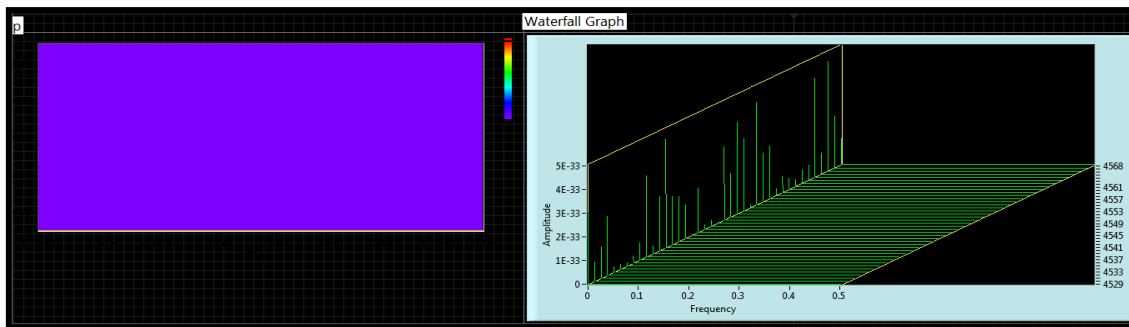 p
Waterfall Graph
5E-33
4E-33
3E-33
2E-33
1E-33
0
Amplitude
0 0.1 0.2 0.3 0.4 0.5
Frequency
4568
4561
4557
4553
4549
4545
4541
4537
4533
4529